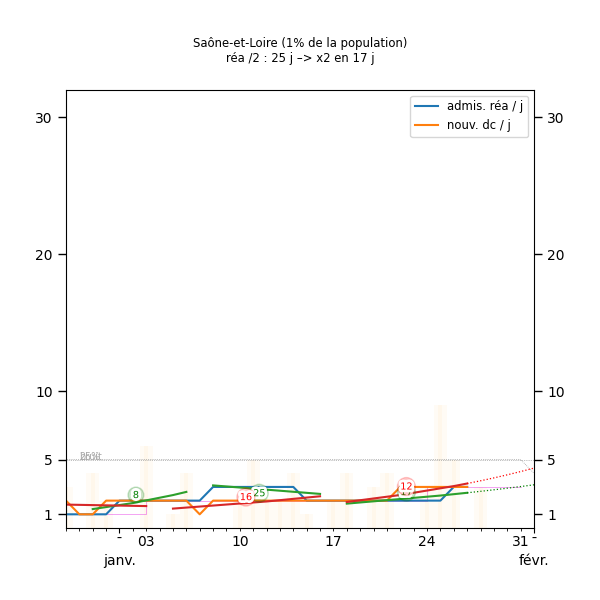 Saône-et-Loire (1% de la population)
réa /2 : 25 j –> x2 en 17 j
admis. réa / j
nouv. dc / j
30 30
20 20
10 10
5 5
1 1
8 16 25 12
- 03 10 17 24 31 -
janv. févr.